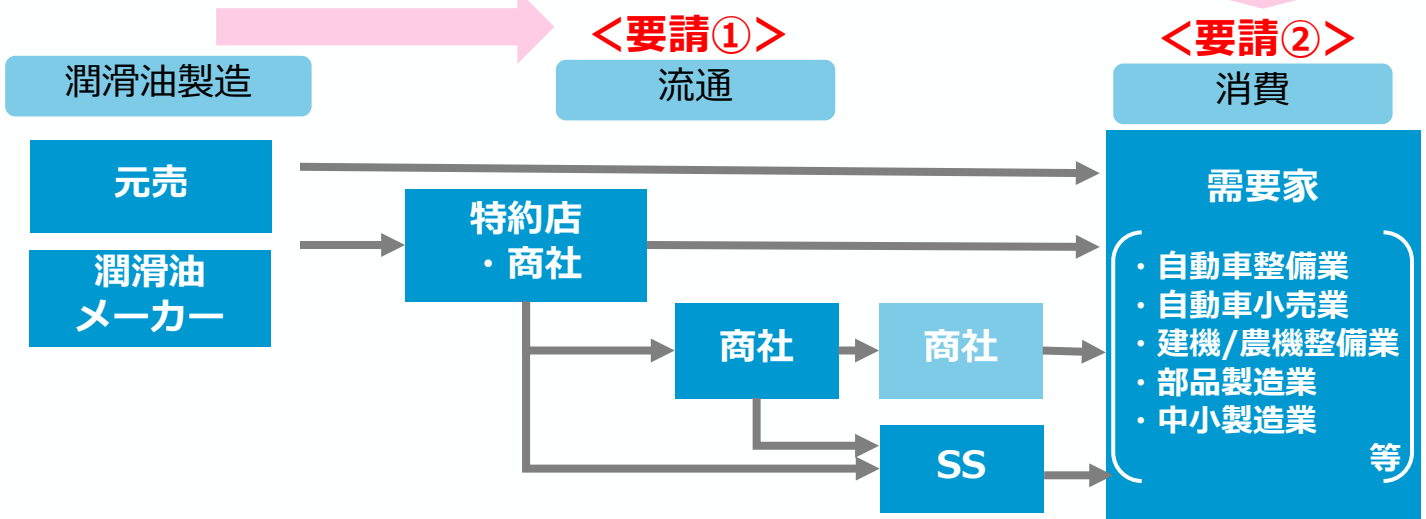 <要請①>
<要請②>
潤滑油製造
流通
消費
元売
潤滑油
メーカー
特約店
・商社
商社
商社
SS
需要家
・自動車整備業
・自動車小売業
・建機/農機整備業
・部品製造業
・中小製造業
等